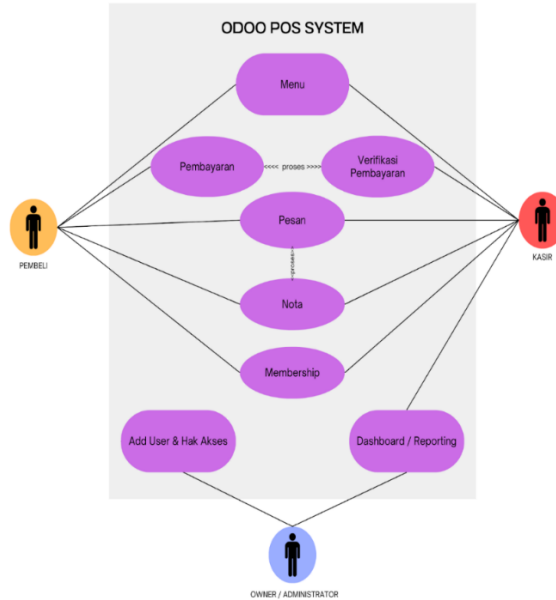 ODOO POS SYSTEM
Menu
Pembayaran
<<<< proses >>>>
Verifikasi
Pembayaran
Pesan
PEMBELI
KASIR
<<proses>>
Nota
Membership
Add User & Hak Akses
Dashboard / Reporting
OWNER / ADMINISTRATOR